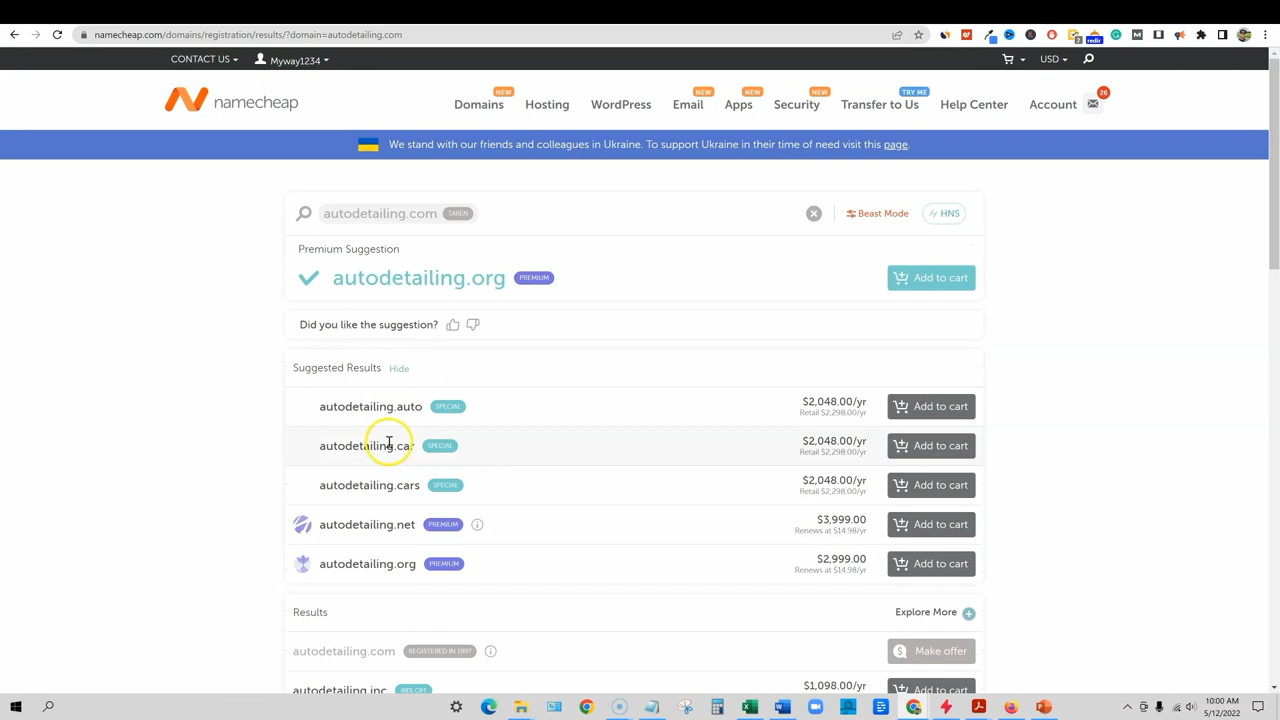 namecheap.com/domains/registration/results/?domain=autodetailing.com
CONTACT US
Myway1234
USD
namecheap
Domains NEW
Hosting
WordPress
Email NEW
Apps NEW
Security NEW
Transfer to Us TRY ME
Help Center
Account 26
We stand with our friends and colleagues in Ukraine. To support Ukraine in their time of need visit this page.
autodetailing.com TAKEN
Beast Mode
HNS
Premium Suggestion
autodetailing.org PREMIUM
Add to cart
Did you like the suggestion?
Suggested Results Hide
autodetailing.auto SPECIAL $2,048.00/yr Add to cart
Retail $2,298.00/yr
autodetailing.car SPECIAL $2,048.00/yr Add to cart
Retail $2,298.00/yr
autodetailing.cars SPECIAL $2,048.00/yr Add to cart
Retail $2,298.00/yr
autodetailing.net PREMIUM $3,999.00 Add to cart
Renews at $14.98/yr
autodetailing.org PREMIUM $2,999.00 Add to cart
Renews at $14.98/yr
Results Explore More
autodetailing.com REGISTERED IN 1997 Make offer
autodetailing.inc 48% OFF $1,098.00/yr Add to cart
10:00 AM
5/12/2022